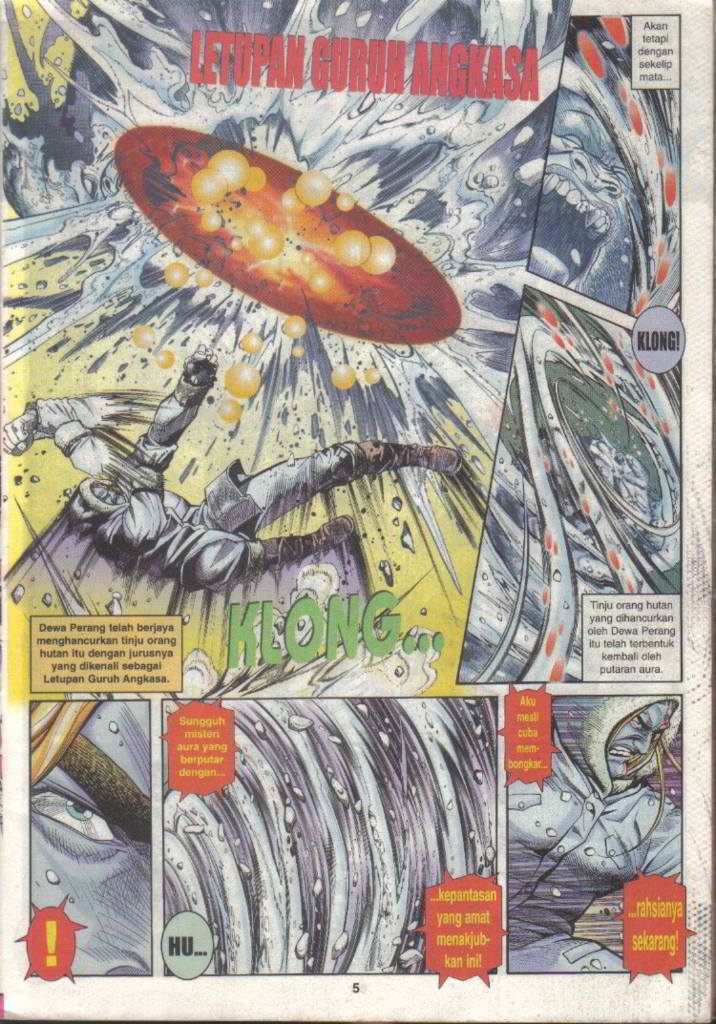 LETUPAN GURUH ANGKASA
Akan
tetapi
dengan
sekelip
mata...
KLONG!
Dewa Perang telah berjaya
menghancurkan tinju orang
hutan itu dengan jurusnya
yang dikenali sebagai
Letupan Guruh Angkasa.
KLONG...
Tinju orang hutan
yang dihancurkan
oleh Dewa Perang
itu telah terbentuk
kembali oleh
putaran aura.
!
Sungguh
misteri
aura yang
berputar
dengan...
HU...
...kepantasan
yang amat
menakjub-
kan ini!
Aku
mesti
cuba
mem-
bongkar...
...rahsianya
sekarang!
5